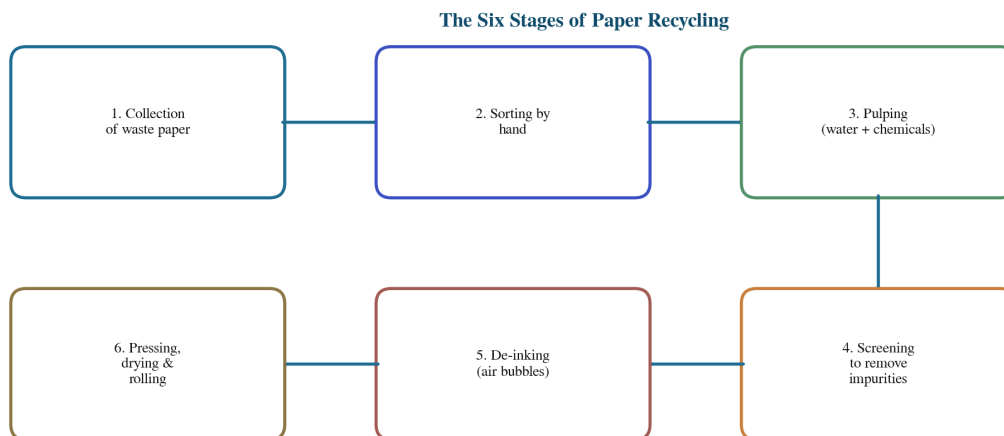 The Six Stages of Paper Recycling
1. Collection
of waste paper
2. Sorting by
hand
3. Pulping
(water + chemicals)
4. Screening
to remove
impurities
5. De-inking
(air bubbles)
6. Pressing,
drying &
rolling